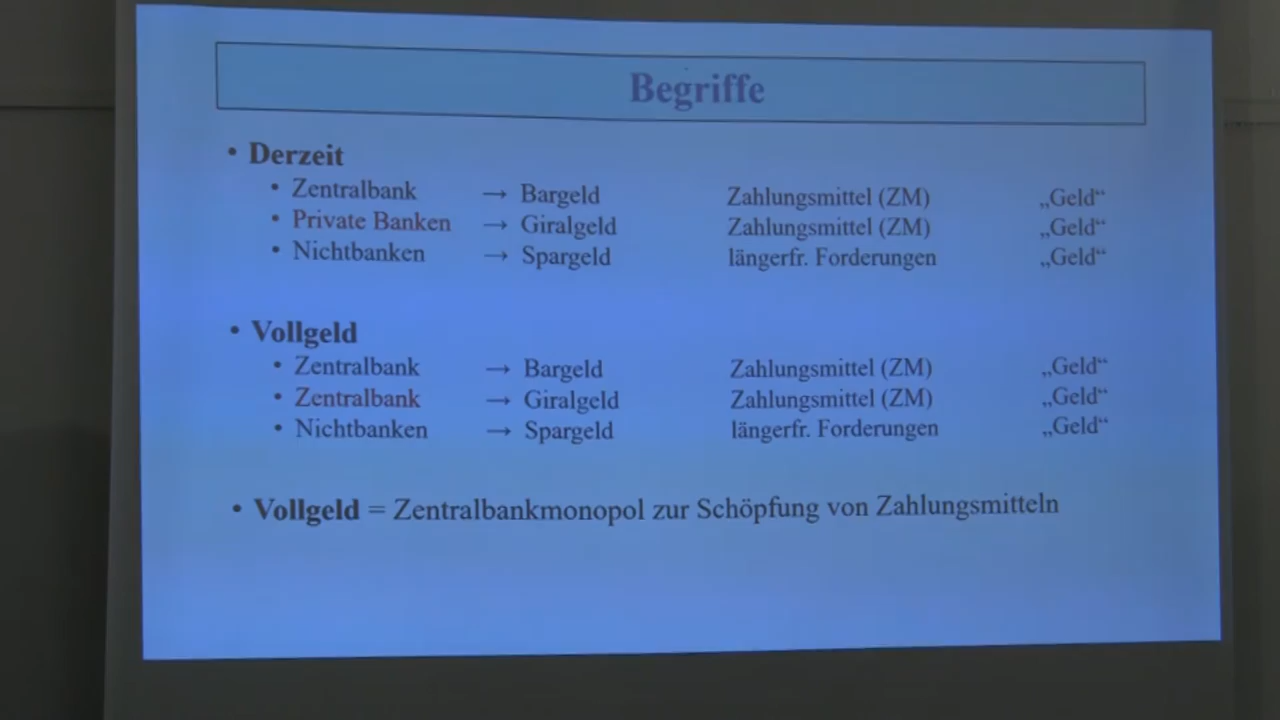 Begriffe
• Derzeit
• Zentralbank → Bargeld Zahlungsmittel (ZM) „Geld“
• Private Banken → Giralgeld Zahlungsmittel (ZM) „Geld“
• Nichtbanken → Spargeld längerfr. Forderungen „Geld“
• Vollgeld
• Zentralbank → Bargeld Zahlungsmittel (ZM) „Geld“
• Zentralbank → Giralgeld Zahlungsmittel (ZM) „Geld“
• Nichtbanken → Spargeld längerfr. Forderungen „Geld“
• Vollgeld = Zentralbankmonopol zur Schöpfung von Zahlungsmitteln